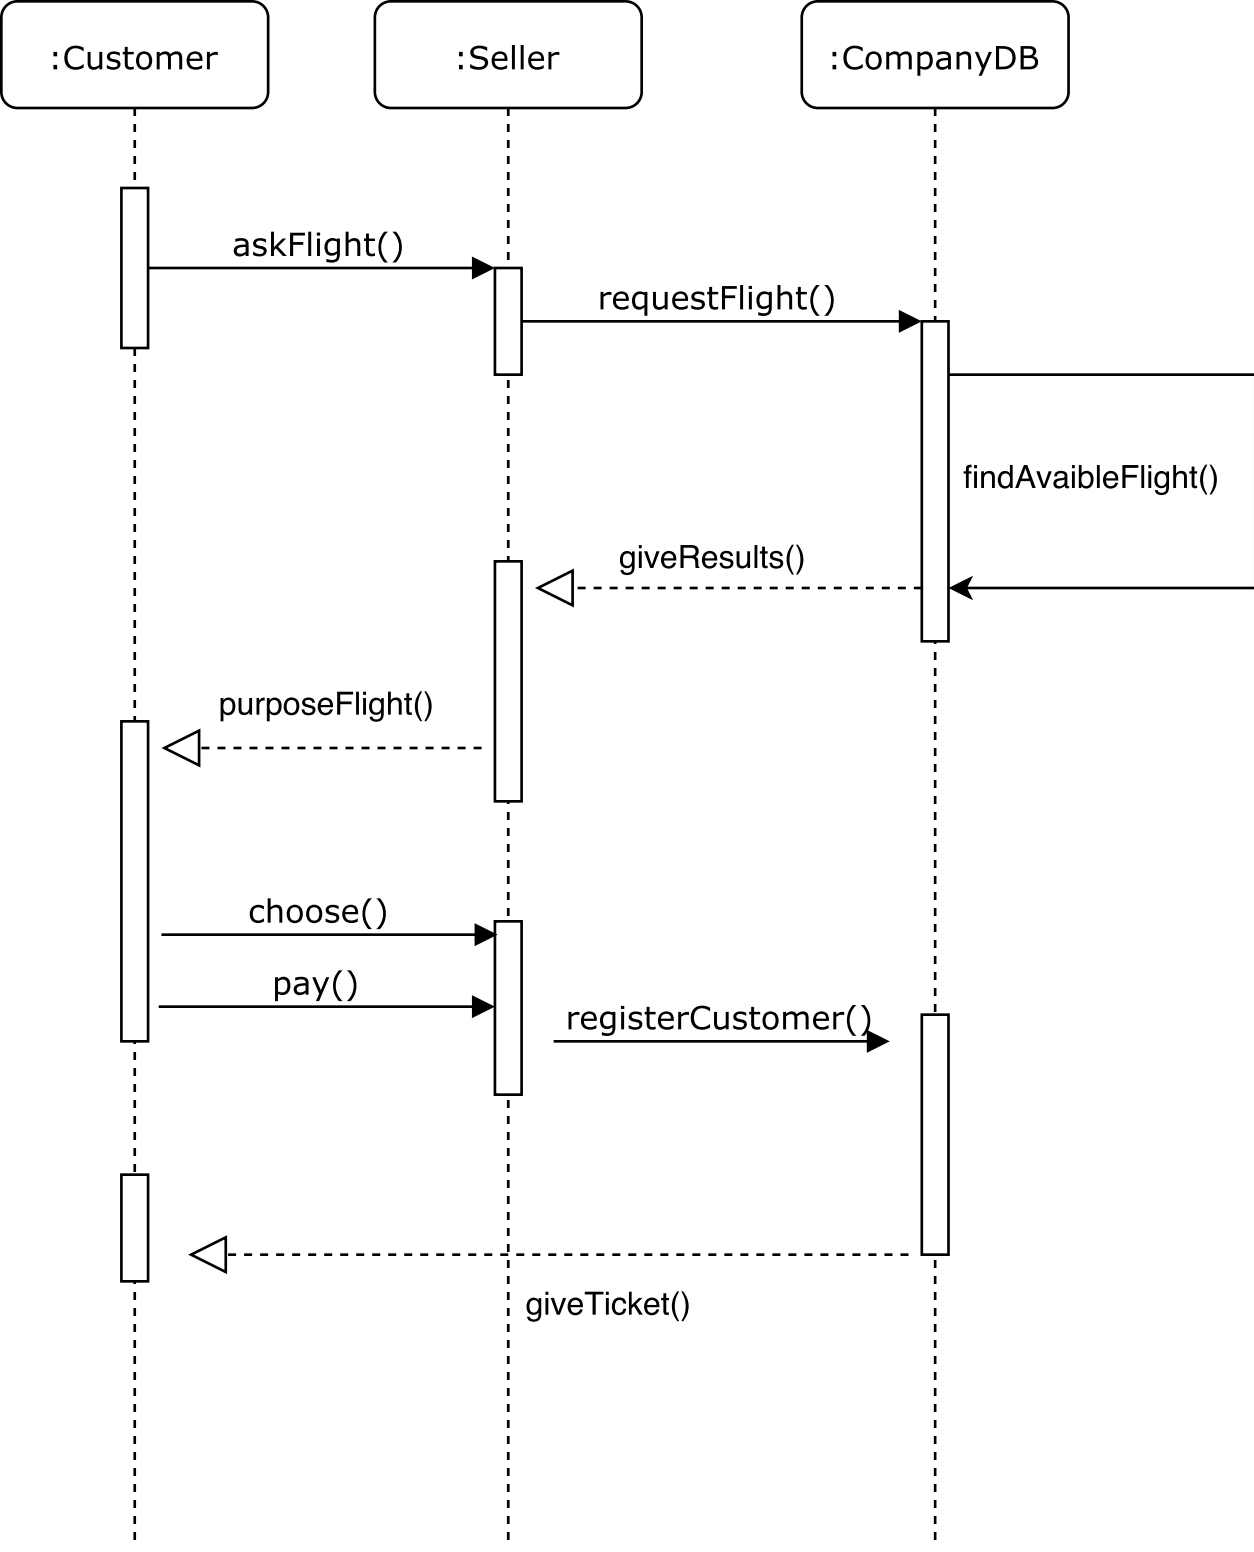 :Customer
:Seller
:CompanyDB
askFlight()
requestFlight()
findAvaibleFlight()
giveResults()
purposeFlight()
choose()
pay()
registerCustomer()
giveTicket()